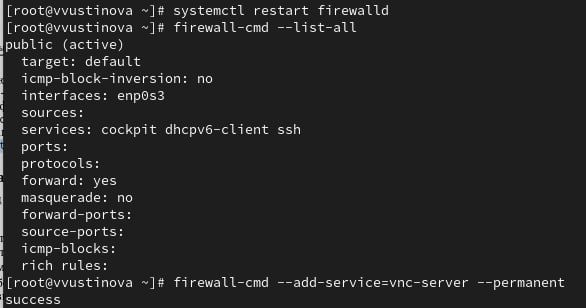 [root@vvustinova ~]# systemctl restart firewalld
[root@vvustinova ~]# firewall-cmd --list-all
public (active)
  target: default
  icmp-block-inversion: no
  interfaces: enp0s3
  sources:
  services: cockpit dhcpv6-client ssh
  ports:
  protocols:
  forward: yes
  masquerade: no
  forward-ports:
  source-ports:
  icmp-blocks:
  rich rules:
[root@vvustinova ~]# firewall-cmd --add-service=vnc-server --permanent
success